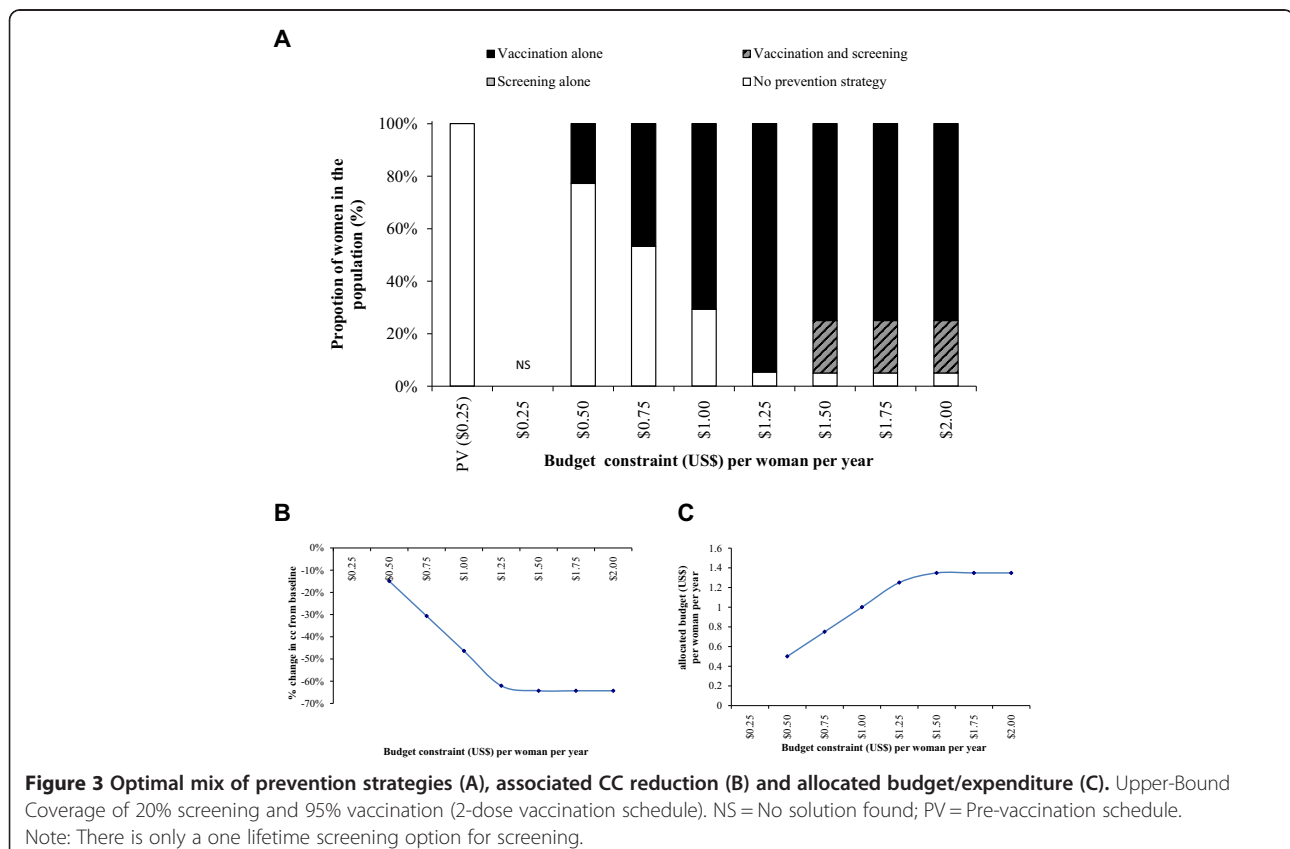 A
Vaccination alone
Vaccination and screening
Screening alone
No prevention strategy
Propotion of women in the
population (%)
100%
80%
60%
40%
20%
0%
NS
PV ($0.25)
$0.25
$0.50
$0.75
$1.00
$1.25
$1.50
$1.75
$2.00
Budget constraint (US$) per woman per year
B
% change in cc from baseline
0%
-10%
-20%
-30%
-40%
-50%
-60%
-70%
$0.25
$0.50
$0.75
$1.00
$1.25
$1.50
$1.75
$2.00
Budget constraint (US$) per woman per year
C
allocated budget (US$)
per woman per year
1.6
1.4
1.2
1
0.8
0.6
0.4
0.2
0
$0.25
$0.50
$0.75
$1.00
$1.25
$1.50
$1.75
$2.00
Budget constraint (US$) per woman per year
Figure 3 Optimal mix of prevention strategies (A), associated CC reduction (B) and allocated budget/expenditure (C). Upper-Bound
Coverage of 20% screening and 95% vaccination (2-dose vaccination schedule). NS = No solution found; PV = Pre-vaccination schedule.
Note: There is only a one lifetime screening option for screening.